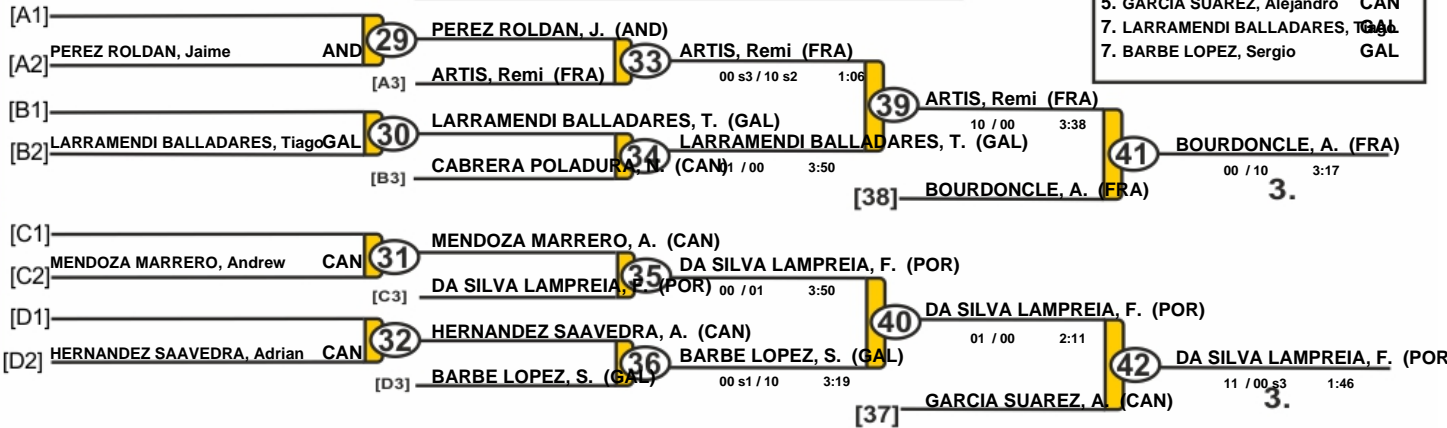 5. GARCIA SUAREZ, Alejandro CAN
7. LARRAMENDI BALLADARES, Tiago GAL
7. BARBE LOPEZ, Sergio GAL
[A1]
[A2] PEREZ ROLDAN, Jaime AND
29
PEREZ ROLDAN, J. (AND)
[A3] ARTIS, Remi (FRA)
33
ARTIS, Remi (FRA)
00 s3 / 10 s2 1:06
[B1]
[B2] LARRAMENDI BALLADARES, Tiago GAL
30
LARRAMENDI BALLADARES, T. (GAL)
[B3] CABRERA POLADURA, N. (CAN)
34
LARRAMENDI BALLADARES, T. (GAL)
01 / 00 3:50
39
ARTIS, Remi (FRA)
10 / 00 3:38
[38] BOURDONCLE, A. (FRA)
41
BOURDONCLE, A. (FRA)
00 / 10 3:17
3.
[C1]
[C2] MENDOZA MARRERO, Andrew CAN
31
MENDOZA MARRERO, A. (CAN)
[C3] DA SILVA LAMPREIA, F. (POR)
35
DA SILVA LAMPREIA, F. (POR)
00 / 01 3:50
[D1]
[D2] HERNANDEZ SAAVEDRA, Adrian CAN
32
HERNANDEZ SAAVEDRA, A. (CAN)
[D3] BARBE LOPEZ, S. (GAL)
36
BARBE LOPEZ, S. (GAL)
00 s1 / 10 3:19
40
DA SILVA LAMPREIA, F. (POR)
01 / 00 2:11
[37] GARCIA SUAREZ, A. (CAN)
42
DA SILVA LAMPREIA, F. (POR
11 / 00 s3 1:46
3.